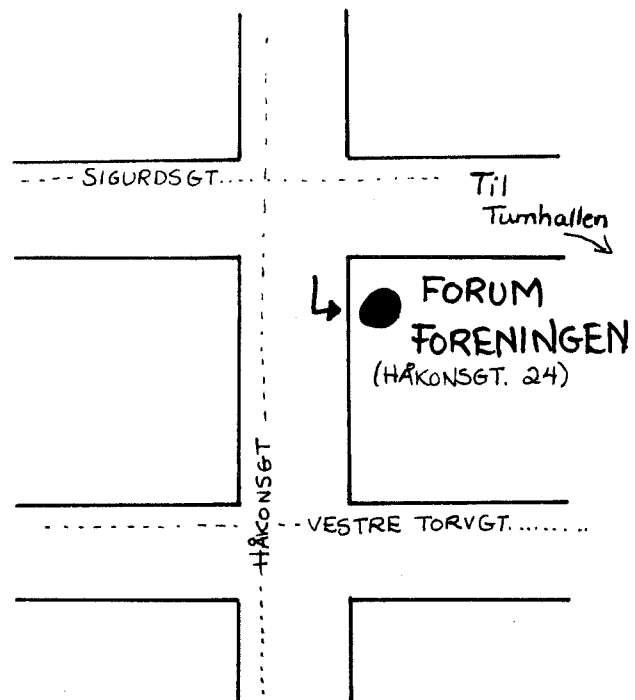 SIGURDSGT.
Til
Turnhallen
FORUM
FORENINGEN
(HÅKONSGT. 24)
HÅKONSGT
VESTRE TORVGT.